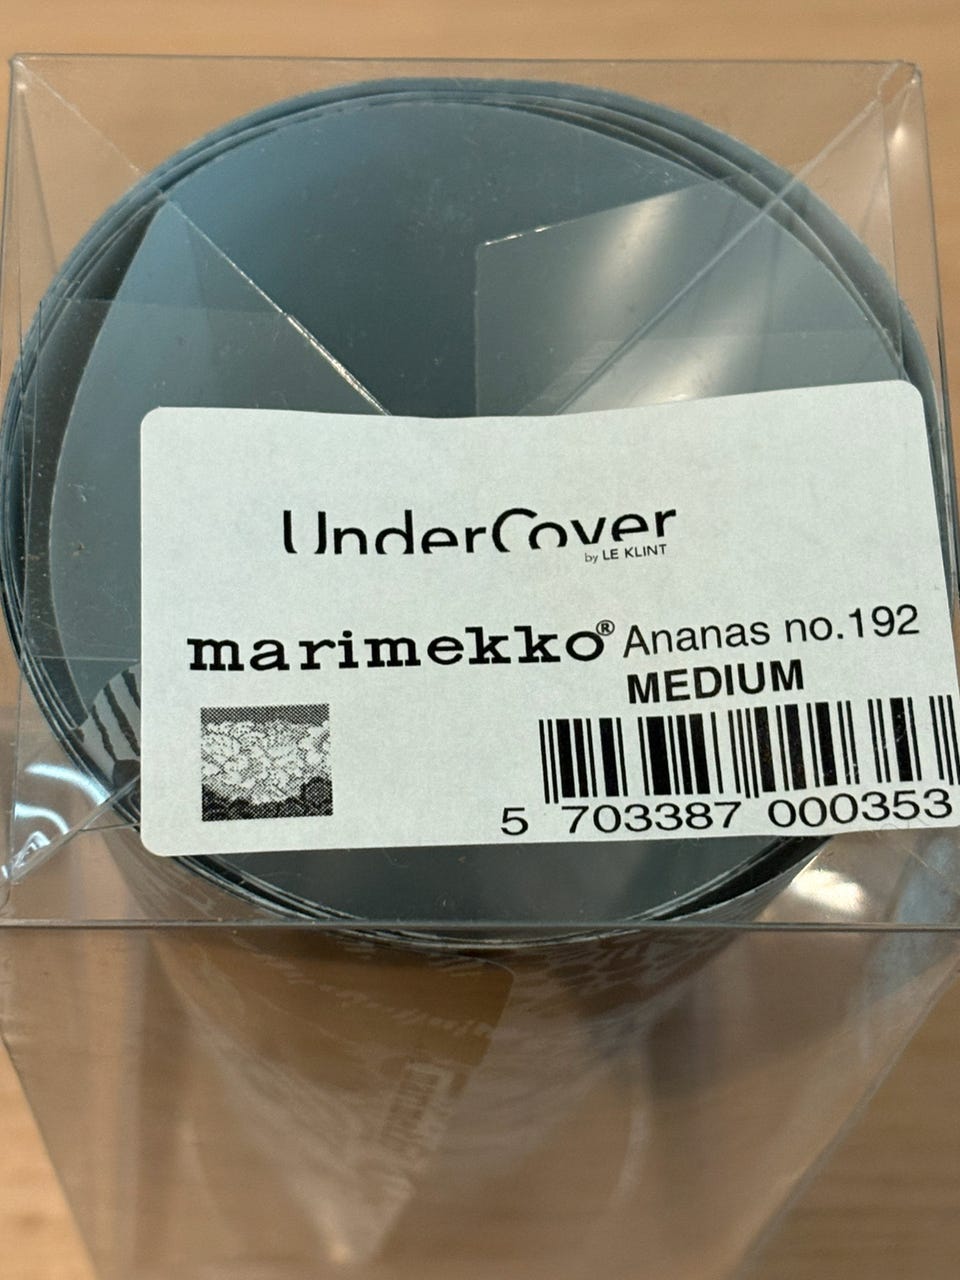 UnderCover
by LE KLINT
marimekko® Ananas no.192
MEDIUM
5 703387 000353